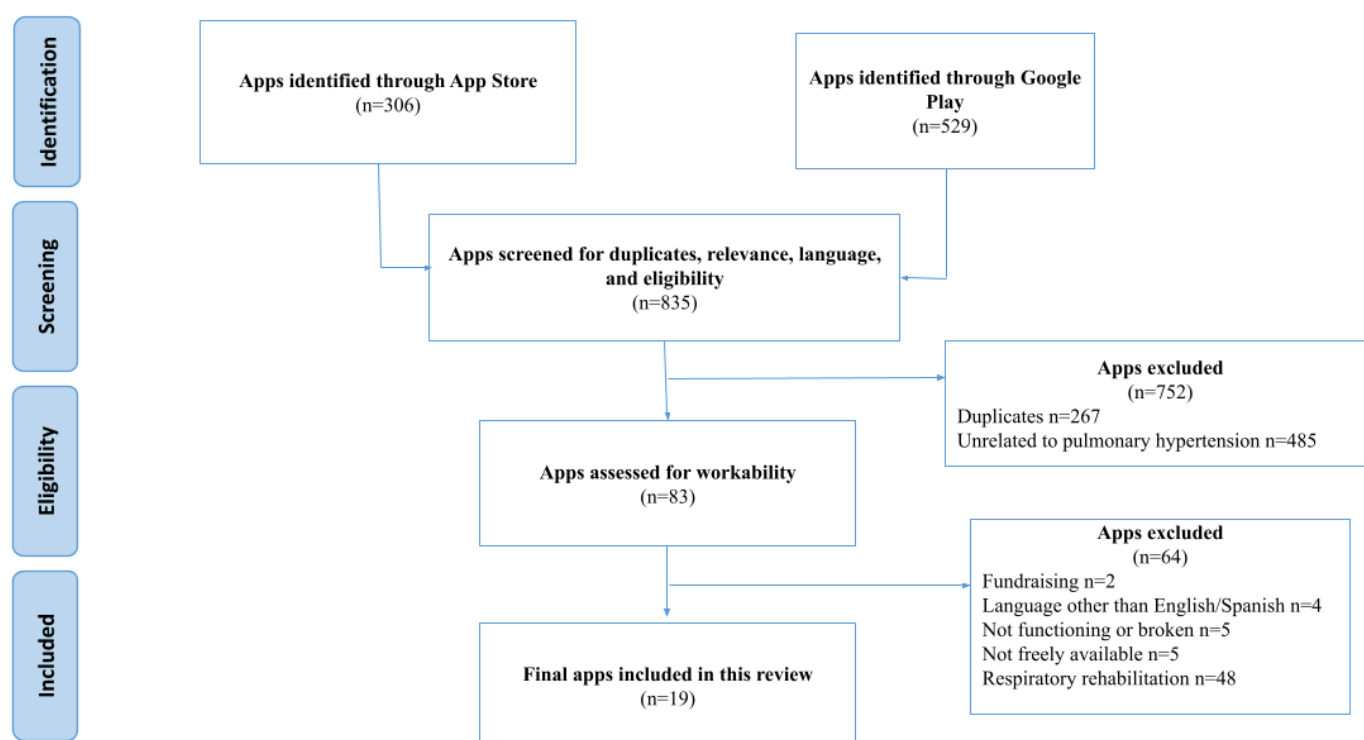 Identification
Apps identified through App Store
(n=306)
Apps identified through Google
Play
(n=529)
Screening
Apps screened for duplicates, relevance, language,
and eligibility
(n=835)
Apps excluded
(n=752)
Duplicates n=267
Unrelated to pulmonary hypertension n=485
Eligibility
Apps assessed for workability
(n=83)
Apps excluded
(n=64)
Fundraising n=2
Language other than English/Spanish n=4
Not functioning or broken n=5
Not freely available n=5
Respiratory rehabilitation n=48
Included
Final apps included in this review
(n=19)